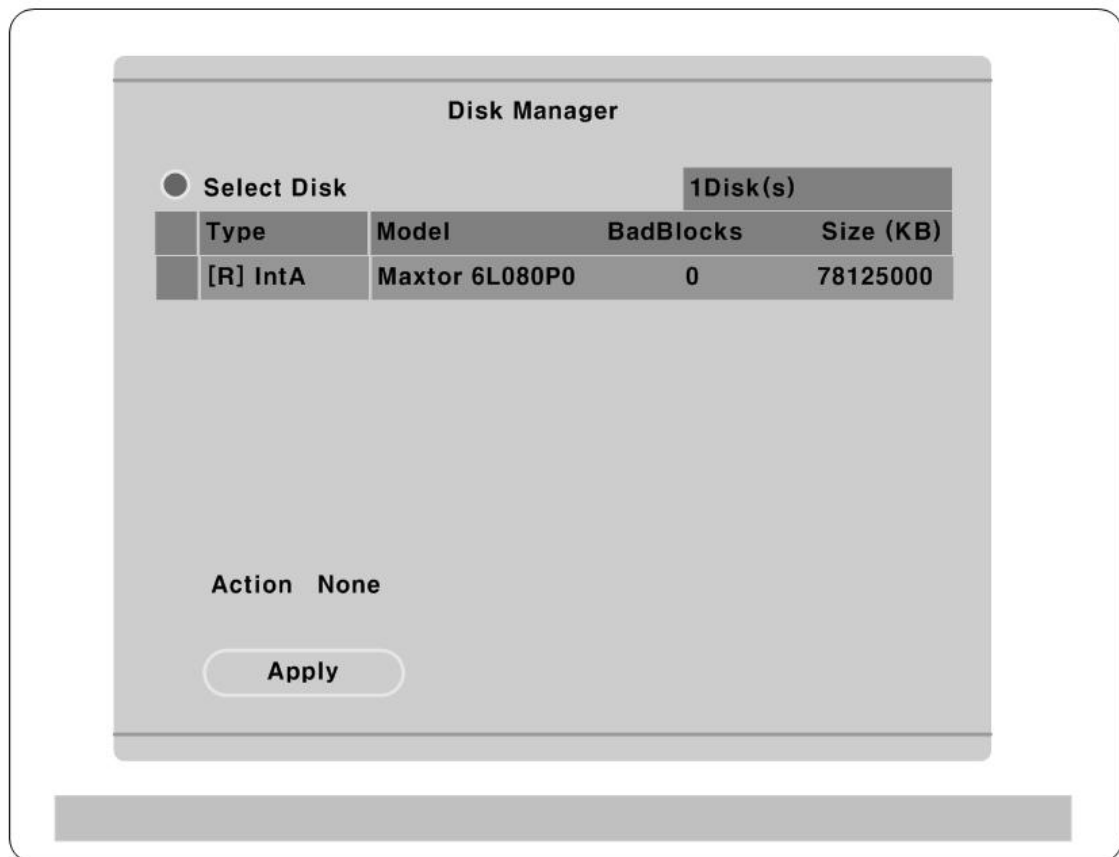 Disk Manager
Select Disk 1Disk(s)
Type Model BadBlocks Size (KB)
[R] IntA Maxtor 6L080P0 0 78125000
Action None
Apply